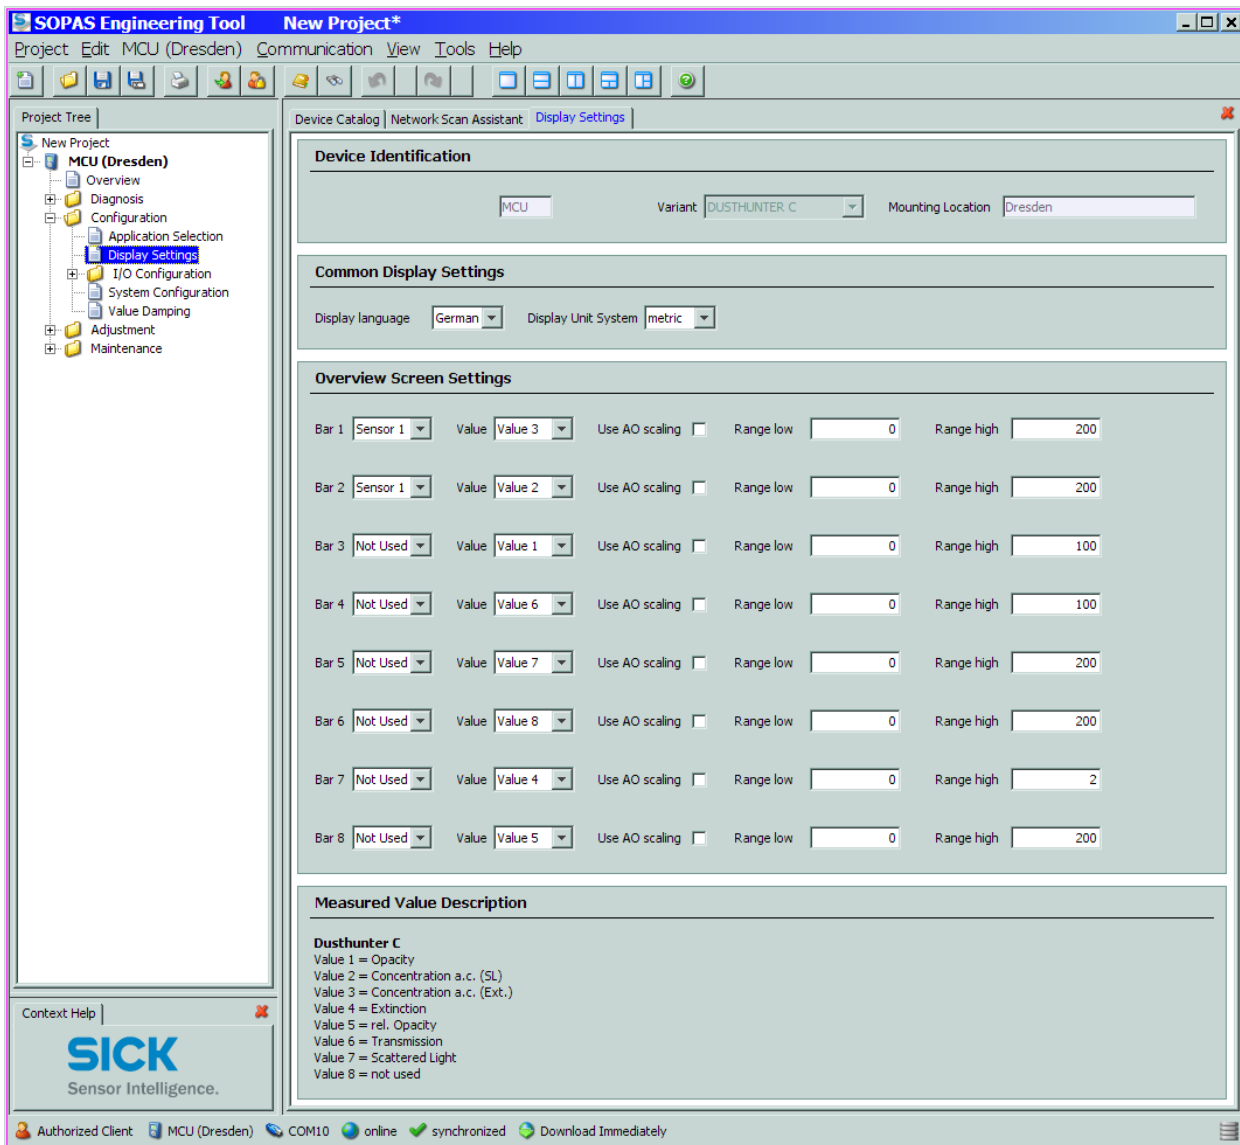 SOPAS Engineering Tool New Project*
Project Edit MCU (Dresden) Communication View Tools Help
Project Tree
New Project
MCU (Dresden)
Overview
Diagnosis
Configuration
Application Selection
Display Settings
I/O Configuration
System Configuration
Value Damping
Adjustment
Maintenance
Context Help
SICK
Sensor Intelligence.
Device Catalog Network Scan Assistant Display Settings
Device Identification
MCU Variant DUSTHUNTER C Mounting Location Dresden
Common Display Settings
Display language German Display Unit System metric
Overview Screen Settings
Bar 1 Sensor 1 Value Value 3 Use AO scaling Range low 0 Range high 200
Bar 2 Sensor 1 Value Value 2 Use AO scaling Range low 0 Range high 200
Bar 3 Not Used Value Value 1 Use AO scaling Range low 0 Range high 100
Bar 4 Not Used Value Value 6 Use AO scaling Range low 0 Range high 100
Bar 5 Not Used Value Value 7 Use AO scaling Range low 0 Range high 200
Bar 6 Not Used Value Value 8 Use AO scaling Range low 0 Range high 200
Bar 7 Not Used Value Value 4 Use AO scaling Range low 0 Range high 2
Bar 8 Not Used Value Value 5 Use AO scaling Range low 0 Range high 200
Measured Value Description
Dusthunter C
Value 1 = Opacity
Value 2 = Concentration a.c. (SL)
Value 3 = Concentration a.c. (Ext.)
Value 4 = Extinction
Value 5 = rel. Opacity
Value 6 = Transmission
Value 7 = Scattered Light
Value 8 = not used
Authorized Client MCU (Dresden) COM10 online synchronized Download Immediately